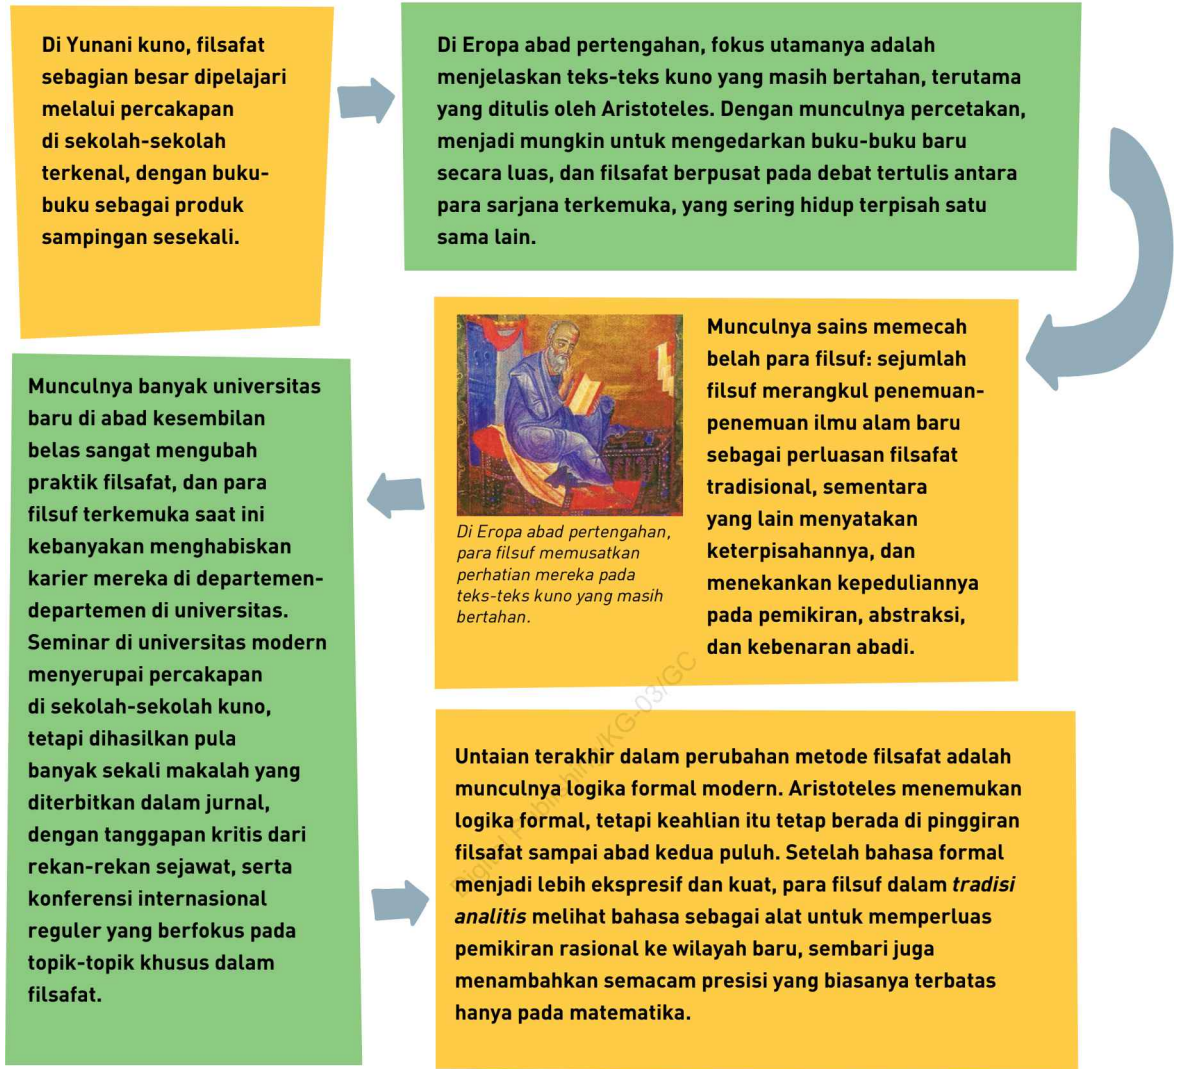 Di Yunani kuno, filsafat
sebagian besar dipelajari
melalui percakapan
di sekolah-sekolah
terkenal, dengan buku-
buku sebagai produk
sampingan sesekali.
Di Eropa abad pertengahan, fokus utamanya adalah
menjelaskan teks-teks kuno yang masih bertahan, terutama
yang ditulis oleh Aristoteles. Dengan munculnya percetakan,
menjadi mungkin untuk mengedarkan buku-buku baru
secara luas, dan filsafat berpusat pada debat tertulis antara
para sarjana terkemuka, yang sering hidup terpisah satu
sama lain.
Munculnya sains memecah
belah para filsuf: sejumlah
filsuf merangkul penemuan-
penemuan ilmu alam baru
sebagai perluasan filsafat
tradisional, sementara
yang lain menyatakan
keterpisahannya, dan
menekankan kepeduliannya
pada pemikiran, abstraksi,
dan kebenaran abadi.
Di Eropa abad pertengahan,
para filsuf memusatkan
perhatian mereka pada
teks-teks kuno yang masih
bertahan.
Munculnya banyak universitas
baru di abad kesembilan
belas sangat mengubah
praktik filsafat, dan para
filsuf terkemuka saat ini
kebanyakan menghabiskan
karier mereka di departemen-
departemen di universitas.
Seminar di universitas modern
menyerupai percakapan
di sekolah-sekolah kuno,
tetapi dihasilkan pula
banyak sekali makalah yang
diterbitkan dalam jurnal,
dengan tanggapan kritis dari
rekan-rekan sejawat, serta
konferensi internasional
reguler yang berfokus pada
topik-topik khusus dalam
filsafat.
Untaian terakhir dalam perubahan metode filsafat adalah
munculnya logika formal modern. Aristoteles menemukan
logika formal, tetapi keahlian itu tetap berada di pinggiran
filsafat sampai abad kedua puluh. Setelah bahasa formal
menjadi lebih ekspresif dan kuat, para filsuf dalam tradisi
analitis melihat bahasa sebagai alat untuk memperluas
pemikiran rasional ke wilayah baru, sembari juga
menambahkan semacam presisi yang biasanya terbatas
hanya pada matematika.
Digital Publishing/KG-03/GC